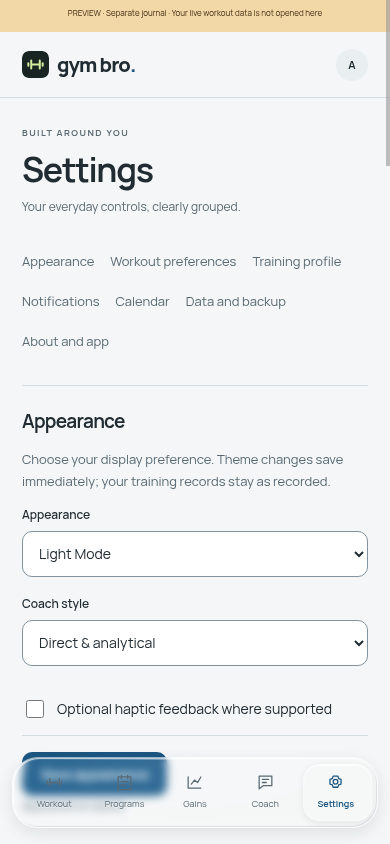 PREVIEW · Separate journal · Your live workout data is not opened here
gym bro.
A
BUILT AROUND YOU
Settings
Your everyday controls, clearly grouped.
Appearance Workout preferences Training profile
Notifications Calendar Data and backup
About and app
Appearance
Choose your display preference. Theme changes save
immediately; your training records stay as recorded.
Appearance
Light Mode
Coach style
Direct & analytical
Optional haptic feedback where supported
Workout Programs Gains Coach Settings